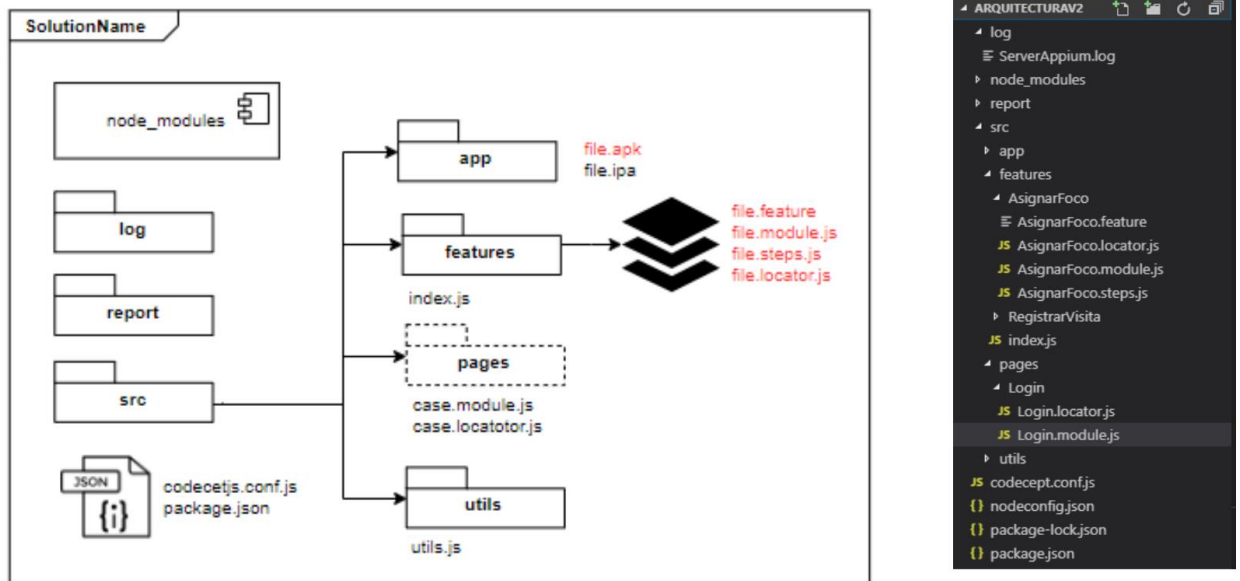 SolutionName
node_modules
log
report
src
JSON
{i}
codecetjs.conf.js
package.json
app
file.apk
file.ipa
features
index.js
file.feature
file.module.js
file.steps.js
file.locator.js
pages
case.module.js
case.locatotor.js
utils
utils.js
ARQUITECTURAV2
log
ServerAppium.log
node_modules
report
src
app
features
AsignarFoco
AsignarFoco.feature
JS AsignarFoco.locator.js
JS AsignarFoco.module.js
JS AsignarFoco.steps.js
RegistrarVisita
JS index.js
pages
Login
JS Login.locator.js
JS Login.module.js
utils
JS codecept.conf.js
{} nodeconfig.json
{} package-lock.json
{} package.json